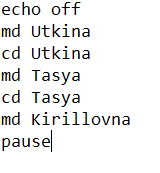 echo off
md Utkina
cd Utkina
md Tasya
cd Tasya
md Kirillovna
pause